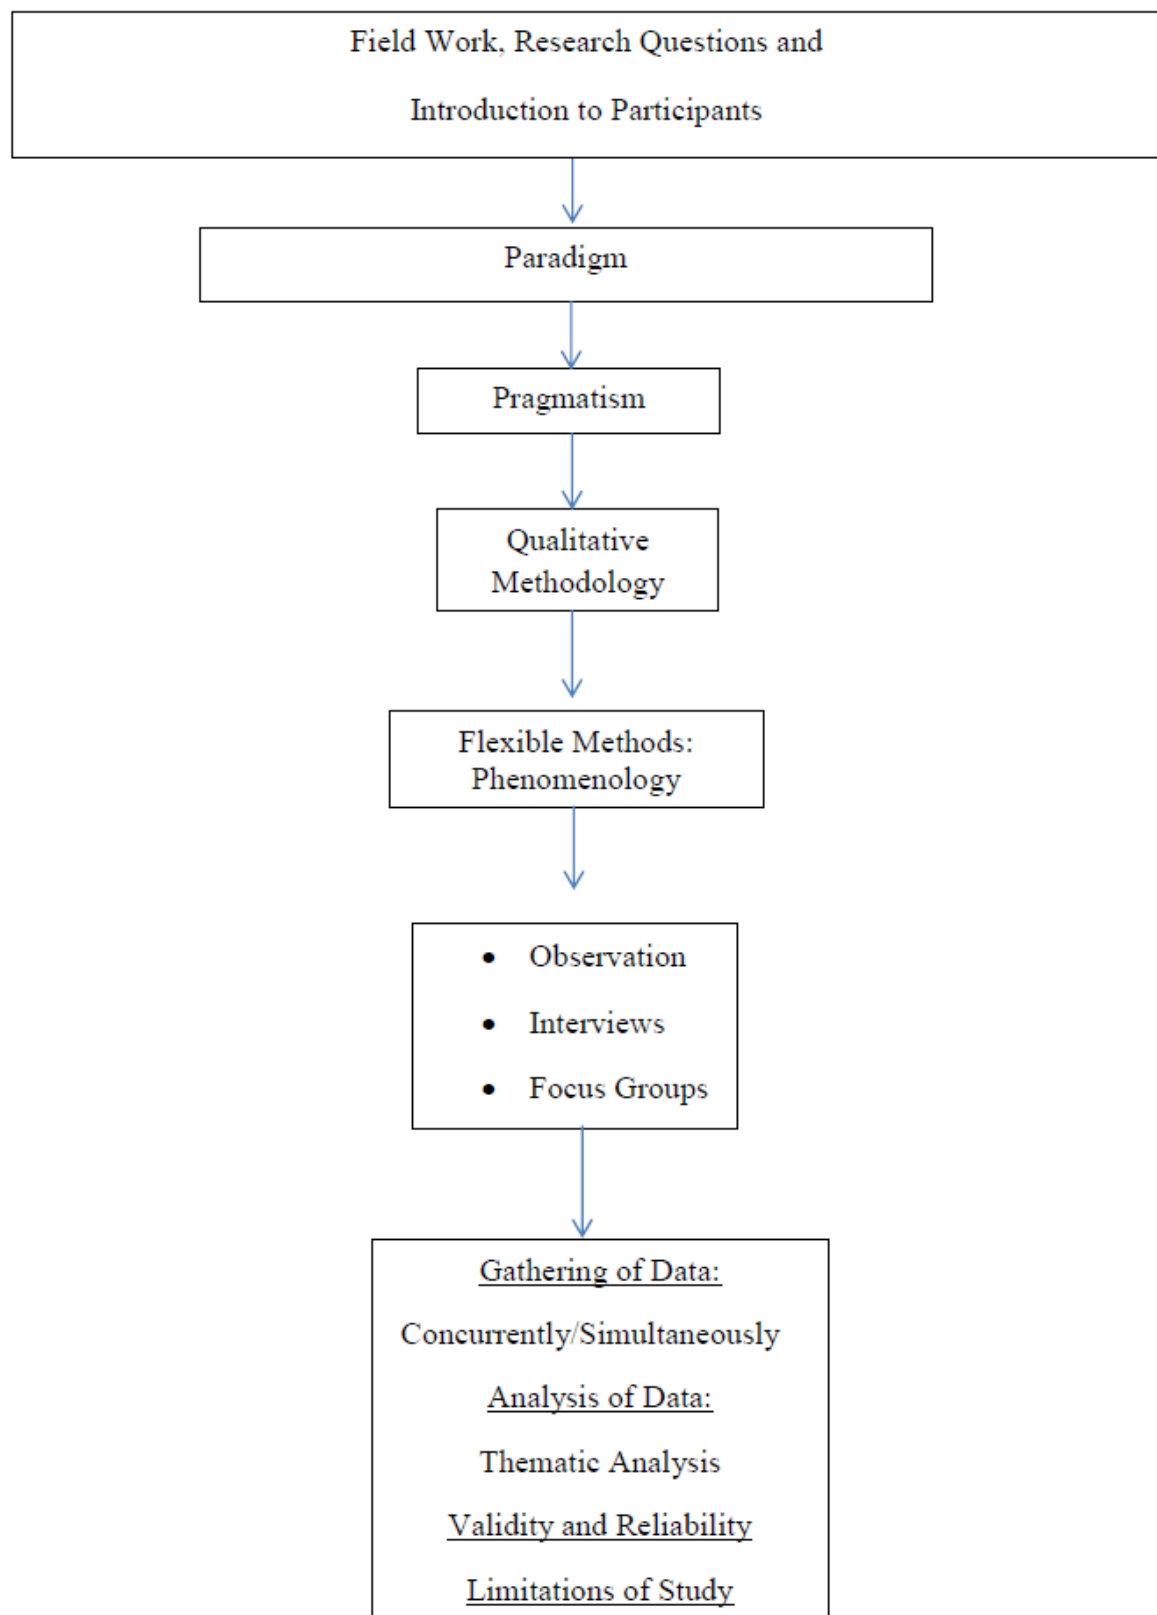 Field Work, Research Questions and
Introduction to Participants
Paradigm
Pragmatism
Qualitative
Methodology
Flexible Methods:
Phenomenology
• Observation
• Interviews
• Focus Groups
Gathering of Data:
Concurrently/Simultaneously
Analysis of Data:
Thematic Analysis
Validity and Reliability
Limitations of Study